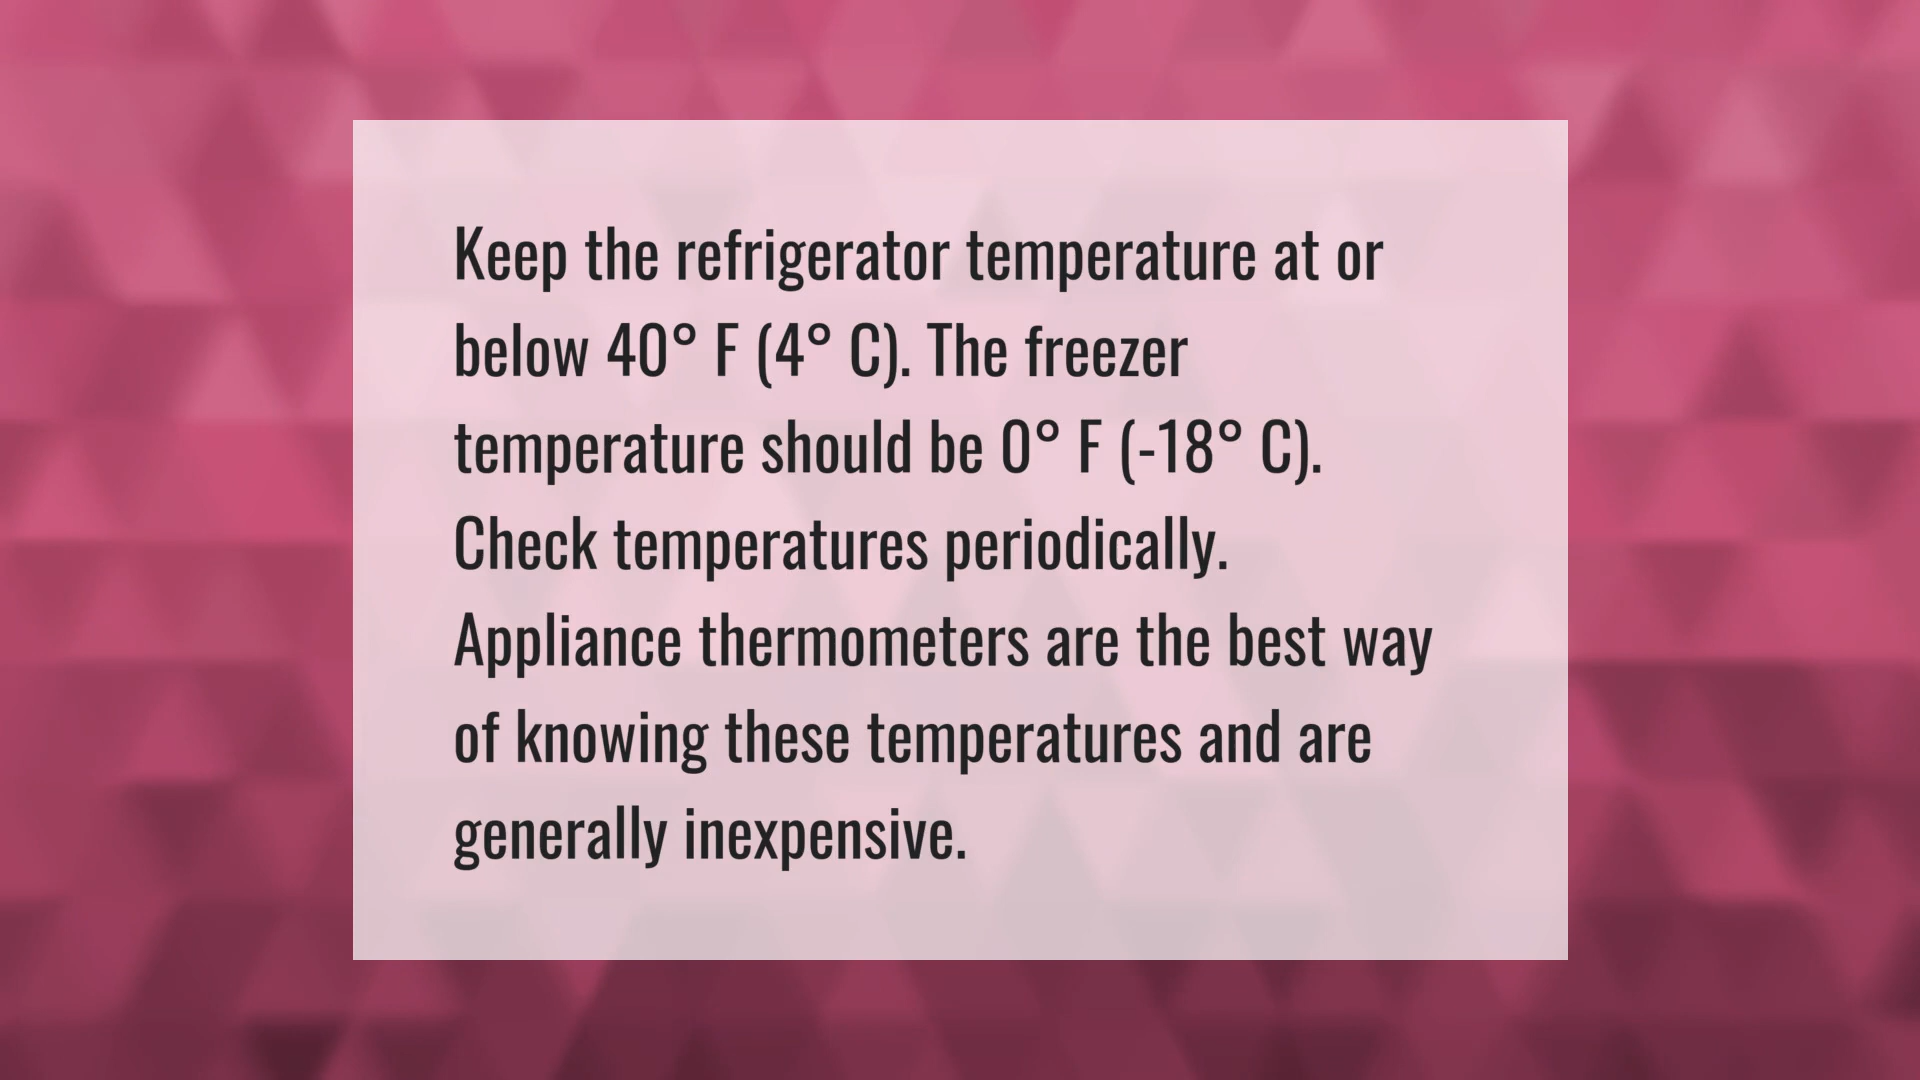 Keep the refrigerator temperature at or
below 40° F (4° C). The freezer
temperature should be 0° F (-18° C).
Check temperatures periodically.
Appliance thermometers are the best way
of knowing these temperatures and are
generally inexpensive.